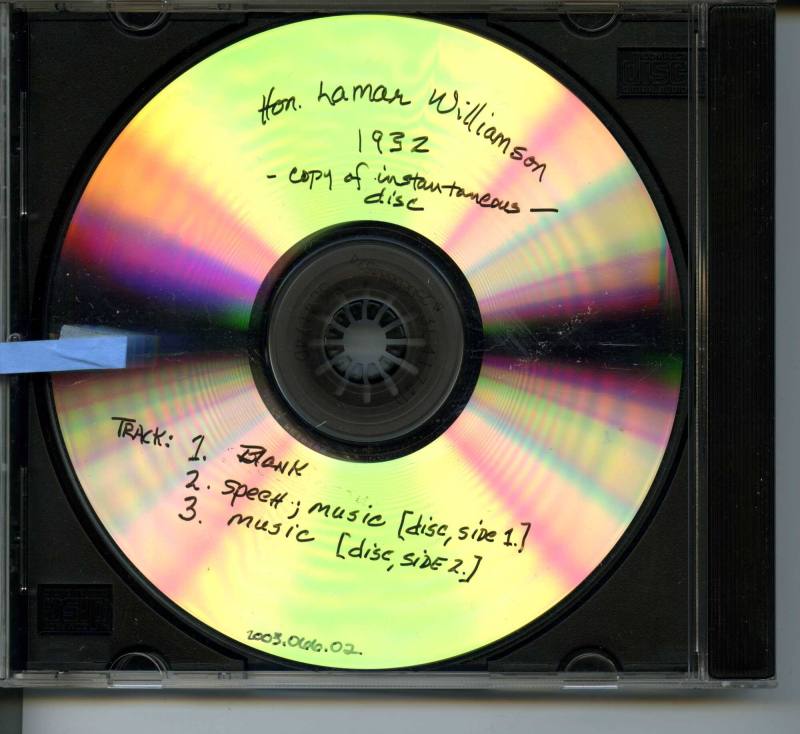 Hon. Lamar Williamson
1932
- copy of instantaneous -
disc
TRACK: 1. Blank
2. speech; music [disc, side 1.]
3. music [disc, side 2.]
2003.066.02.